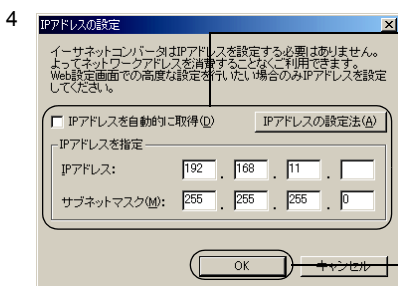 4
IPアドレスの設定
イーサネットコンバータはIPアドレスを設定する必要はありません。
よってネットワークアドレスを消費することなくご利用できます。
Web設定画面での高度な設定を行いたい場合のみIPアドレスを設定
してください。
IPアドレスを自動的に取得(D) IPアドレスの設定法(A)
IPアドレスを指定
IPアドレス: 192 . 168 . 11 .
サブネットマスク(M): 255 . 255 . 255 . 0
OK キャンセル